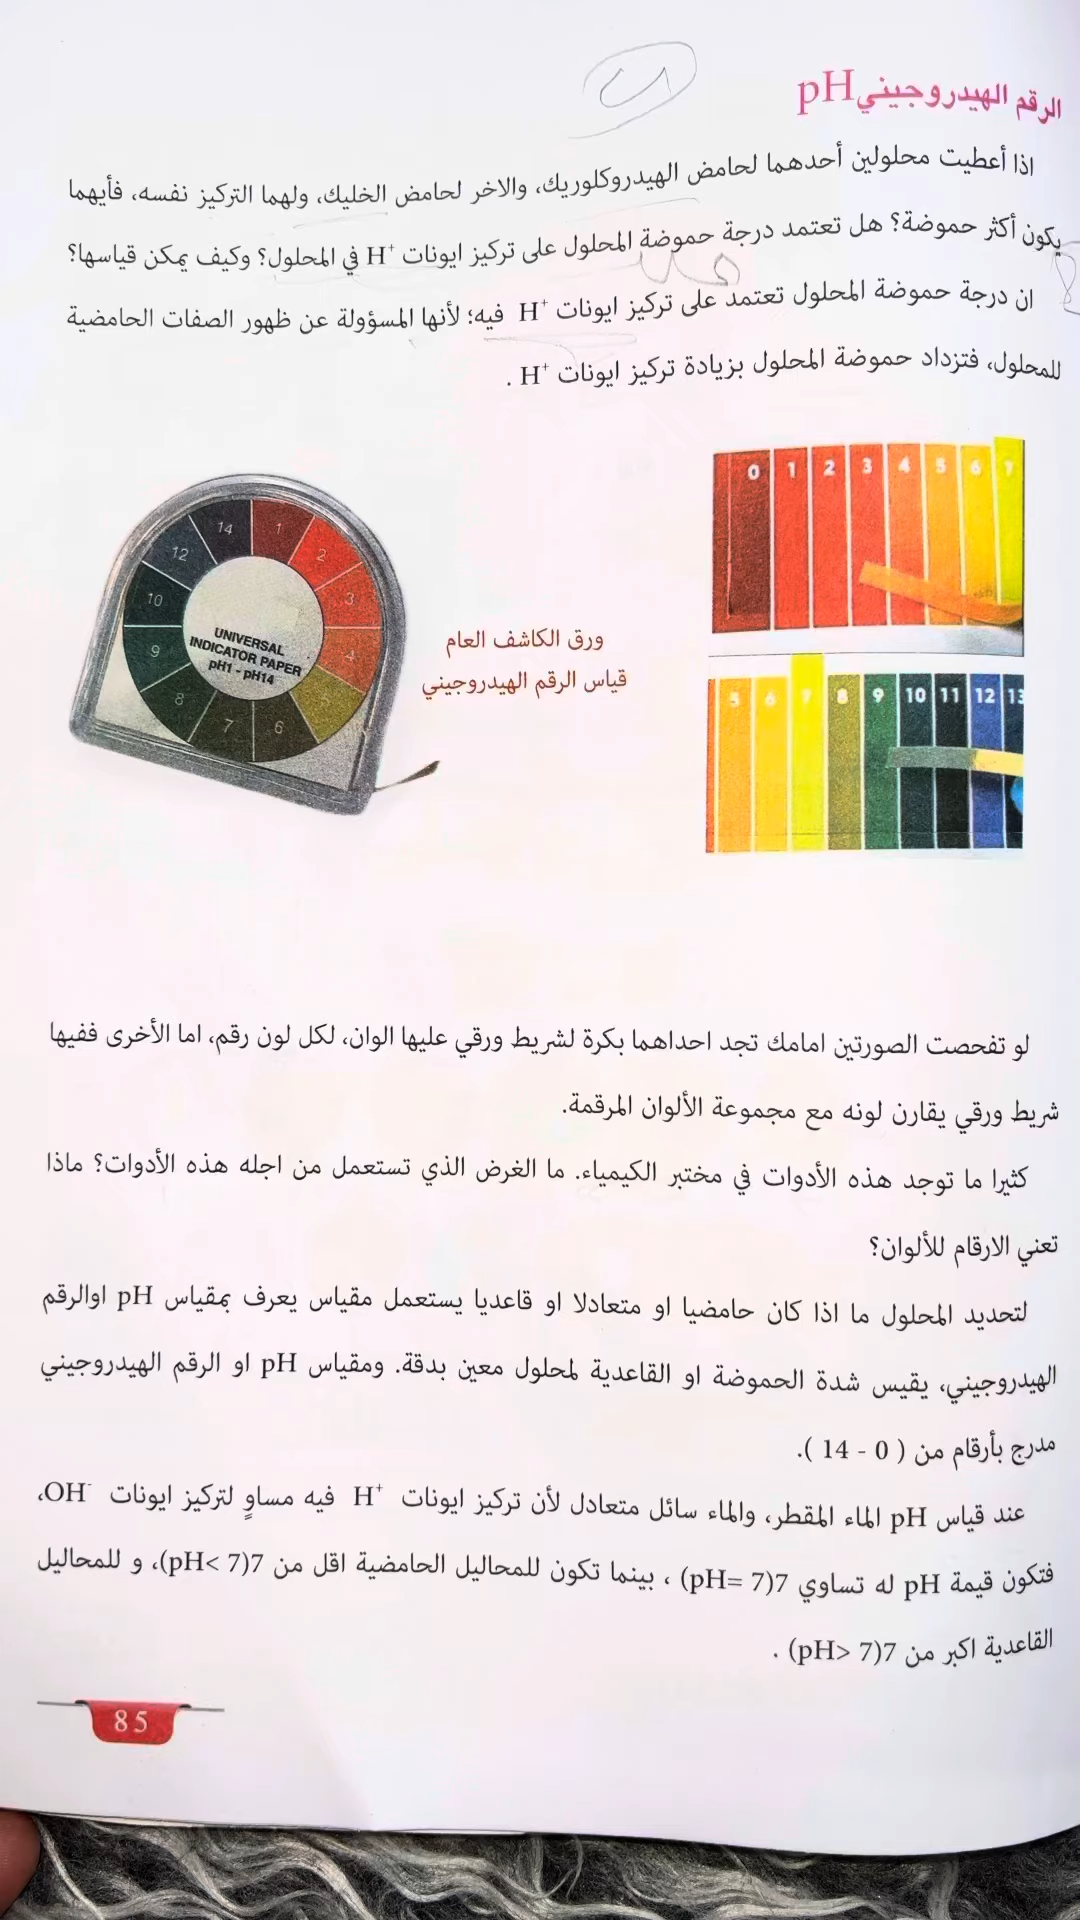 الرقم الهيدروجينيpH
اذا أعطيت محلولين أحدهما لحامض الهيدروكلوريك، والاخر لحامض الخليك، ولهما التركيز نفسه، فأيهما
يكون أكثر حموضة؟ هل تعتمد درجة حموضة المحلول على تركيز ايونات H⁺ في المحلول؟ وكيف يمكن قياسها؟
ان درجة حموضة المحلول تعتمد على تركيز ايونات H⁺ فيه؛ لأنها المسؤولة عن ظهور الصفات الحامضية
للمحلول، فتزداد حموضة المحلول بزيادة تركيز ايونات H⁺ .
0 1 2 3 4 5 6 7
14 1 2 3 4 5 6 7 8 9 10 12
UNIVERSAL
INDICATOR PAPER
pH1 - pH14
ورق الكاشف العام
قياس الرقم الهيدروجيني
5 6 7 8 9 10 11 12 13
لو تفحصت الصورتين امامك تجد احداهما بكرة لشريط ورقي عليها الوان، لكل لون رقم، اما الأخرى ففيها
شريط ورقي يقارن لونه مع مجموعة الألوان المرقمة.
كثيرا ما توجد هذه الأدوات في مختبر الكيمياء. ما الغرض الذي تستعمل من اجله هذه الأدوات؟ ماذا
تعني الارقام للألوان؟
لتحديد المحلول ما اذا كان حامضيا او متعادلا او قاعديا يستعمل مقياس يعرف بمقياس pH اوالرقم
الهيدروجيني، يقيس شدة الحموضة او القاعدية لمحلول معين بدقة. ومقياس pH او الرقم الهيدروجيني
مدرج بأرقام من ( 0 - 14 ).
عند قياس pH الماء المقطر، والماء سائل متعادل لأن تركيز ايونات H⁺ فيه مساوٍ لتركيز ايونات OH⁻،
فتكون قيمة pH له تساوي 7(pH= 7) ، بينما تكون للمحاليل الحامضية اقل من 7(pH< 7)، و للمحاليل
القاعدية اكبر من 7(pH> 7) .
85